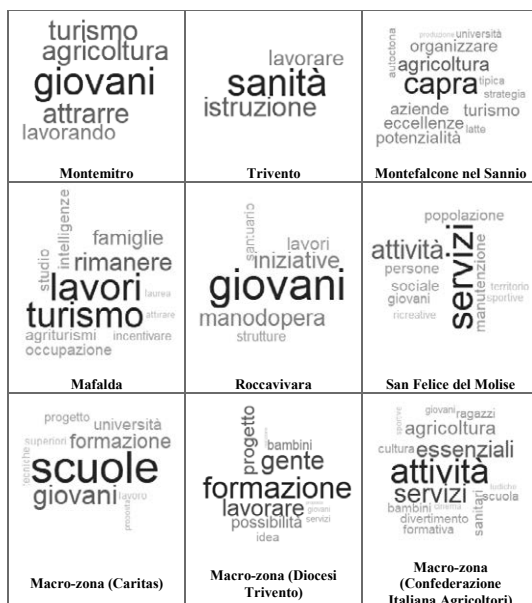 turismo
agricoltura
giovani
attrarre
lavorando
Montemitro
lavorare
sanità
istruzione
Trivento
produzione università
autoctona
organizzare
agricoltura
capra tipica
strategia
aziende turismo
eccellenze latte
potenzialità
Montefalcone nel Sannio
intelligenze
studio
famiglie
rimanere
lavori laurea
turismo attirare
agriturismi incentivare
occupazione
Mafalda
santuario
lavori
iniziative
giovani
manodopera
strutture
Roccavivara
popolazione
attività servizi
persone manutenzione
sociale territorio
giovani sportive
ricreative
San Felice del Molise
progetto università
superiori formazione
tecniche
scuole
giovani lavoro
Macro-zona (Caritas)
progetto
bambini
gente
formazione
lavorare giovani
possibilità servizi
idea
Macro-zona (Diocesi
Trivento)
sportive giovani ragazzi
agricoltura
cultura essenziali
attività
servizi ludiche
bambini sanitari scuola
divertimento
formativa
Macro-zona
(Confederazione
Italiana Agricoltori)